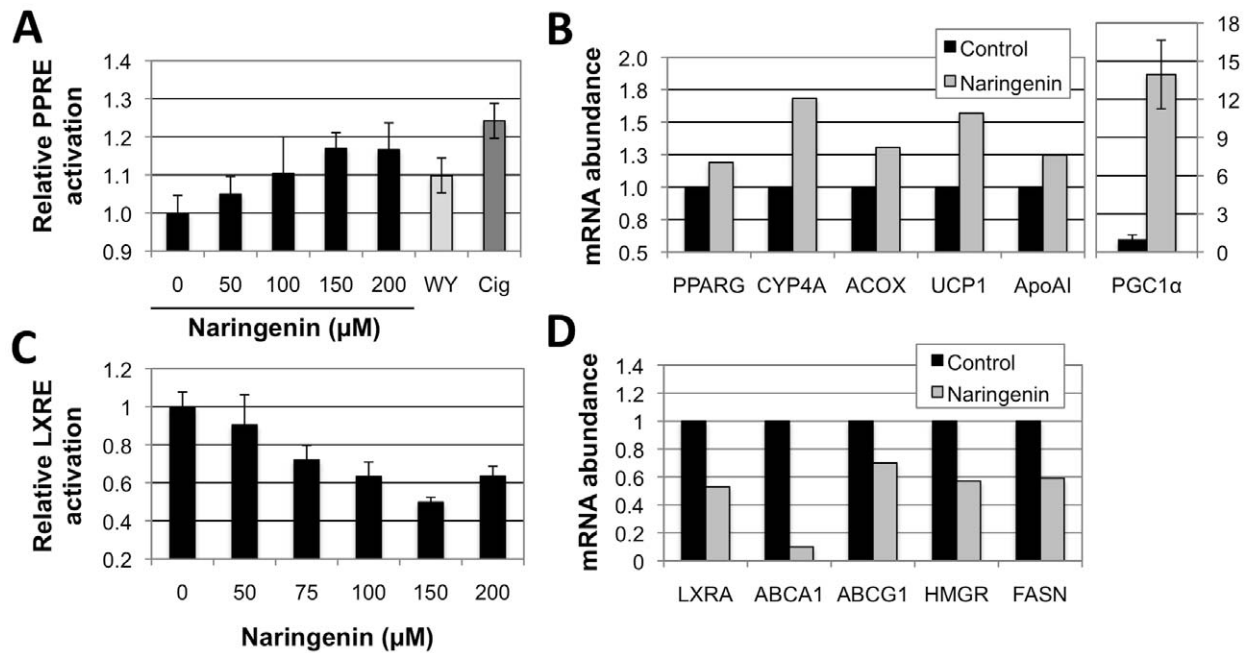 A
Relative PPRE
activation
1.4
1.3
1.2
1.1
1.0
0.9
0 50 100 150 200 WY Cig
Naringenin (µM)
B
mRNA abundance
2.0
1.8
1.5
1.3
1.0
0.8
0.5
Control
Naringenin
PPARG CYP4A ACOX UCP1 ApoAI
18
15
12
9
6
3
0
PGC1α
C
Relative LXRE
activation
1.2
1
0.8
0.6
0.4
0.2
0 50 75 100 150 200
Naringenin (µM)
D
mRNA abundance
1.4
1.2
1
0.8
0.6
0.4
0.2
0
Control
Naringenin
LXRA ABCA1 ABCG1 HMGR FASN